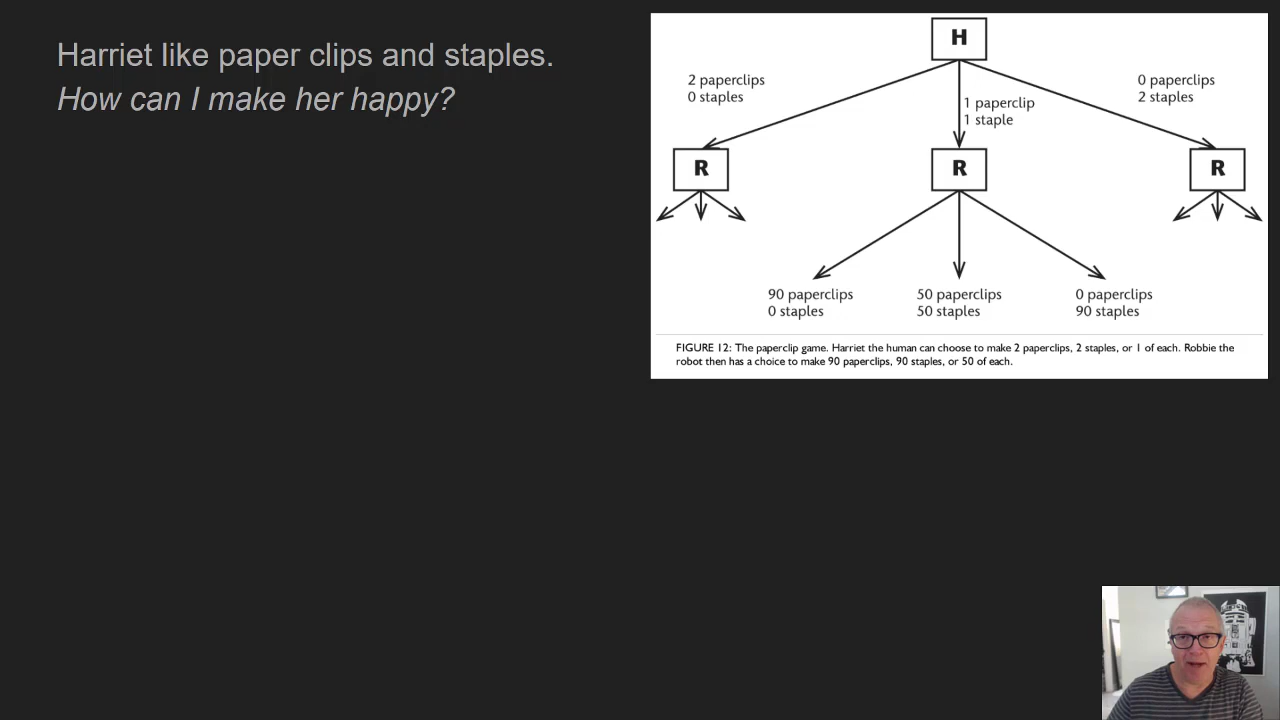 Harriet like paper clips and staples.
How can I make her happy?
H
2 paperclips
0 staples
1 paperclip
1 staple
0 paperclips
2 staples
R
R
R
90 paperclips
0 staples
50 paperclips
50 staples
0 paperclips
90 staples
FIGURE 12: The paperclip game. Harriet the human can choose to make 2 paperclips, 2 staples, or 1 of each. Robbie the
robot then has a choice to make 90 paperclips, 90 staples, or 50 of each.